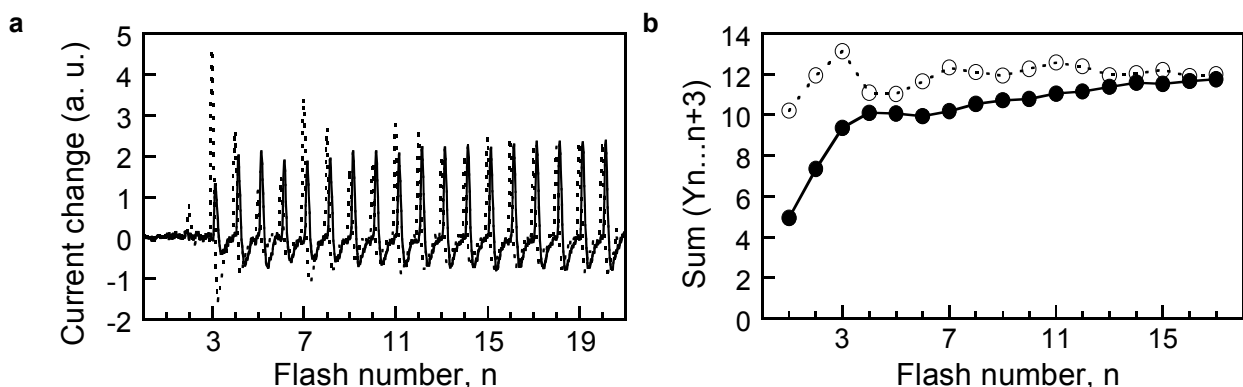 a
Current change (a. u.)
5
4
3
2
1
0
-1
-2
3 7 11 15 19
Flash number, n
b
Sum (Yn...n+3)
14
12
10
8
6
4
2
0
3 7 11 15
Flash number, n